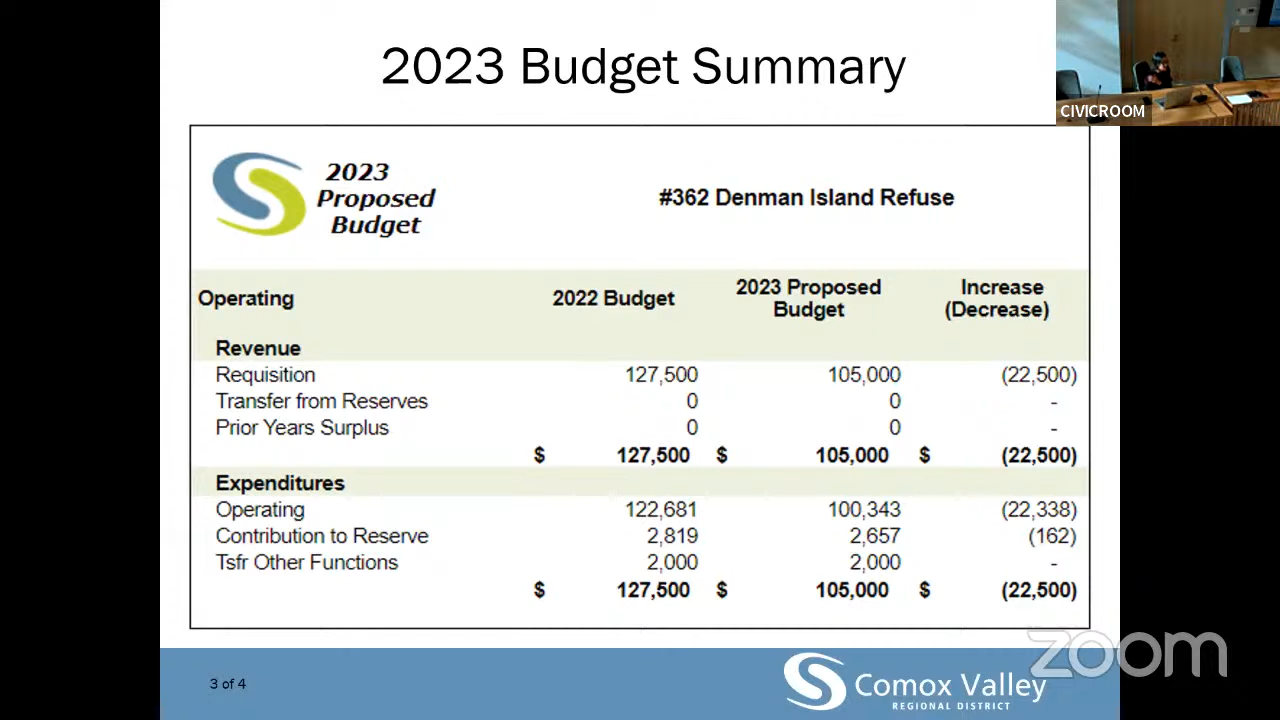 2023 Budget Summary
CIVICROOM
2023
Proposed
Budget
#362 Denman Island Refuse
Operating 2022 Budget 2023 Proposed Budget Increase (Decrease)
Revenue
Requisition 127,500 105,000 (22,500)
Transfer from Reserves 0 0 -
Prior Years Surplus 0 0 -
$ 127,500 $ 105,000 $ (22,500)
Expenditures
Operating 122,681 100,343 (22,338)
Contribution to Reserve 2,819 2,657 (162)
Tsfr Other Functions 2,000 2,000 -
$ 127,500 $ 105,000 $ (22,500)
zoom
3 of 4
Comox Valley
REGIONAL DISTRICT